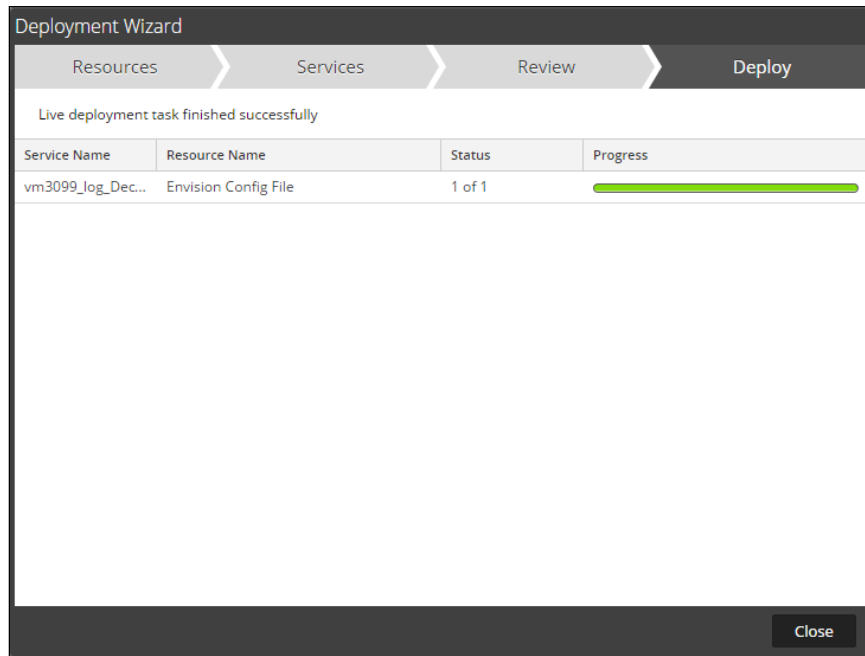 Deployment Wizard
Resources Services Review Deploy
Live deployment task finished successfully
Service Name Resource Name Status Progress
vm3099_log_Dec... Envision Config File 1 of 1
Close